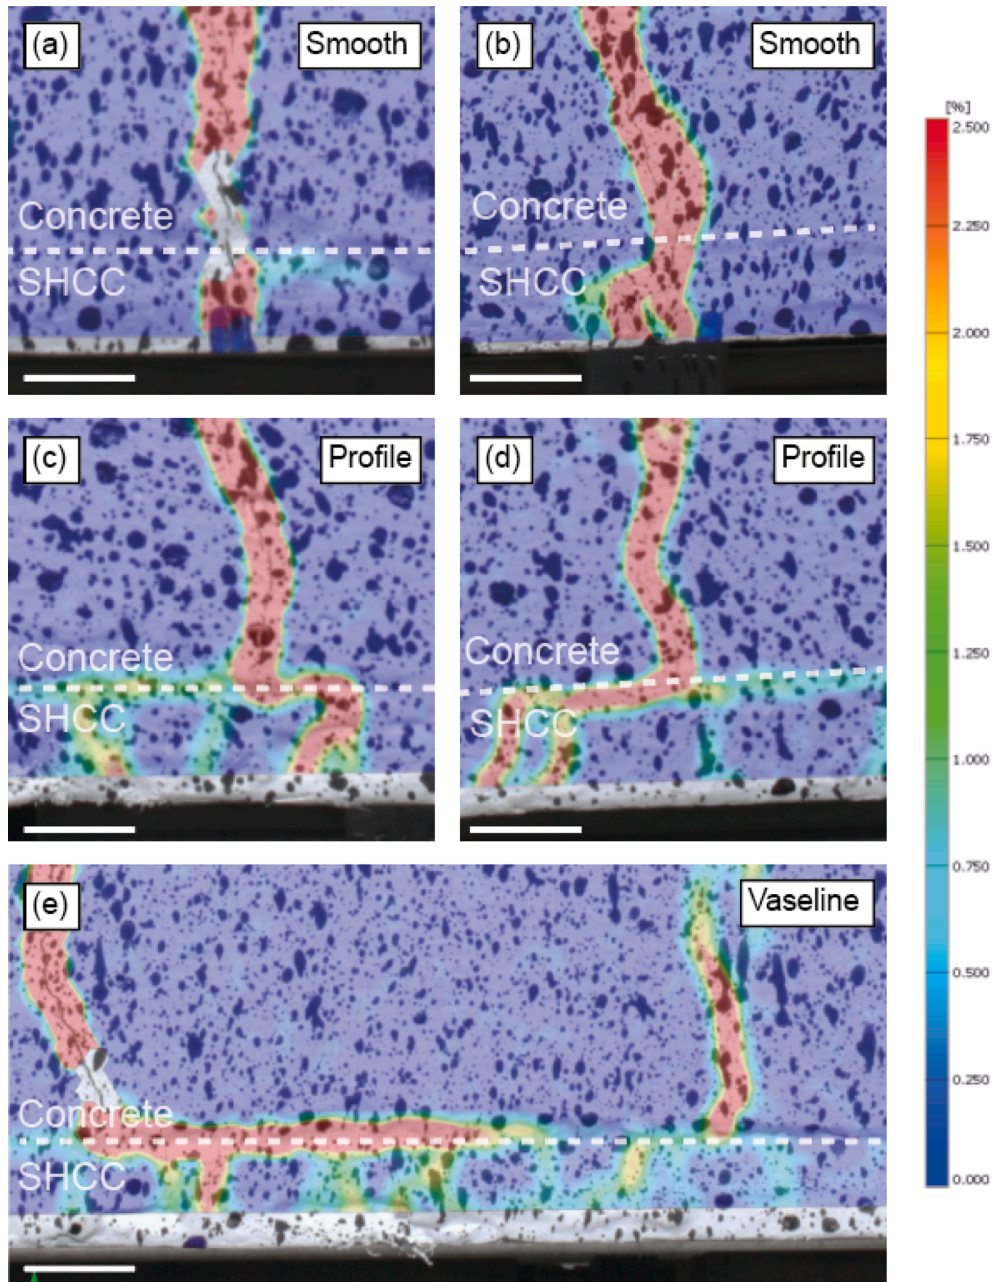 (a)
Smooth
Concrete
SHCC
(b)
Smooth
Concrete
SHCC
(c)
Profile
Concrete
SHCC
(d)
Profile
Concrete
SHCC
(e)
Vaseline
Concrete
SHCC
[%]
2.500
2.250
2.000
1.750
1.500
1.250
1.000
0.750
0.500
0.250
0.000